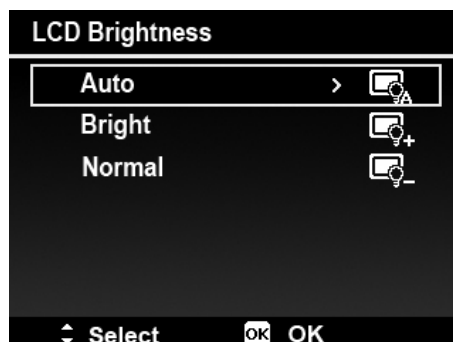 LCD Brightness
Auto > A
Bright +
Normal −
Select OK OK